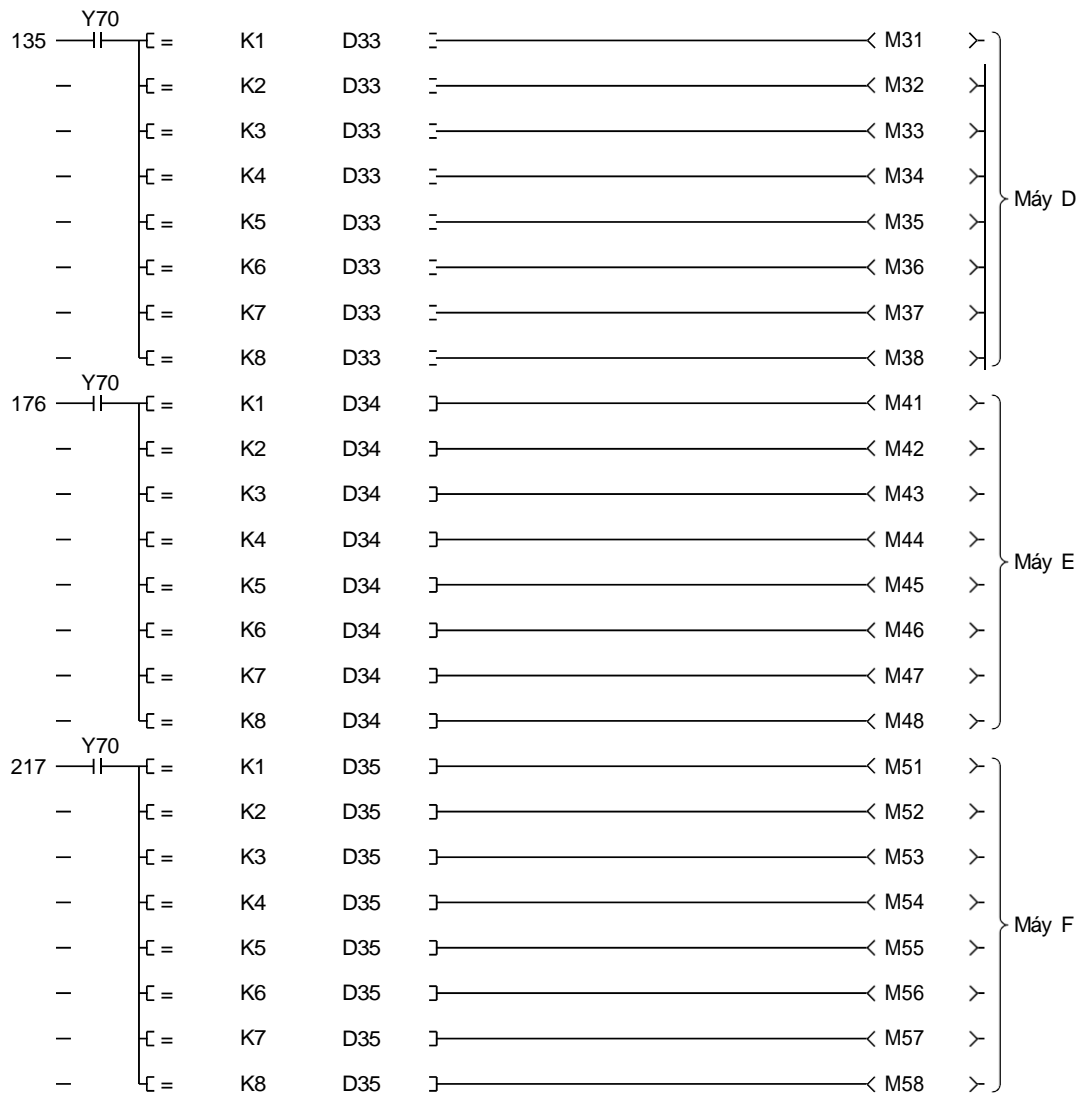 Y70
135 = K1 D33 M31
= K2 D33 M32
= K3 D33 M33
= K4 D33 M34
Máy D
= K5 D33 M35
= K6 D33 M36
= K7 D33 M37
= K8 D33 M38
Y70
176 = K1 D34 M41
= K2 D34 M42
= K3 D34 M43
= K4 D34 M44
Máy E
= K5 D34 M45
= K6 D34 M46
= K7 D34 M47
= K8 D34 M48
Y70
217 = K1 D35 M51
= K2 D35 M52
= K3 D35 M53
= K4 D35 M54
Máy F
= K5 D35 M55
= K6 D35 M56
= K7 D35 M57
= K8 D35 M58